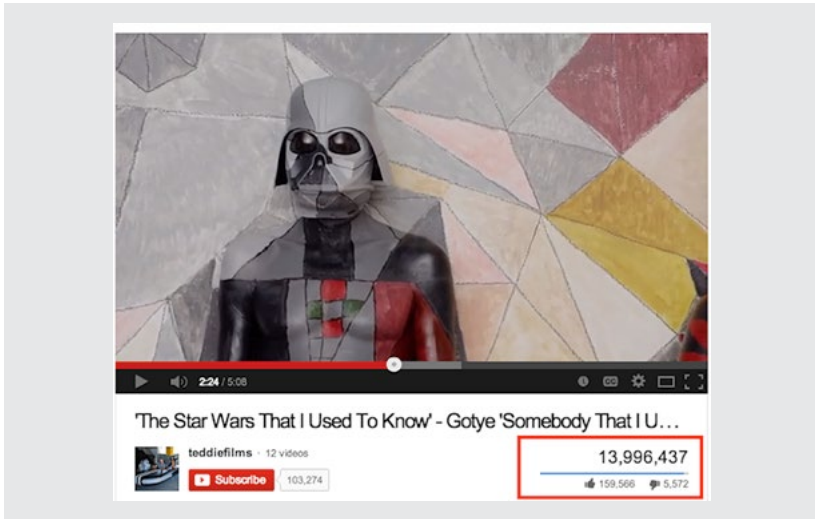 2:24 / 5:08
CC
'The Star Wars That I Used To Know' - Gotye 'Somebody That I U...
teddiefilms · 12 videos
Subscribe 103,274
13,996,437
159,566 5,572